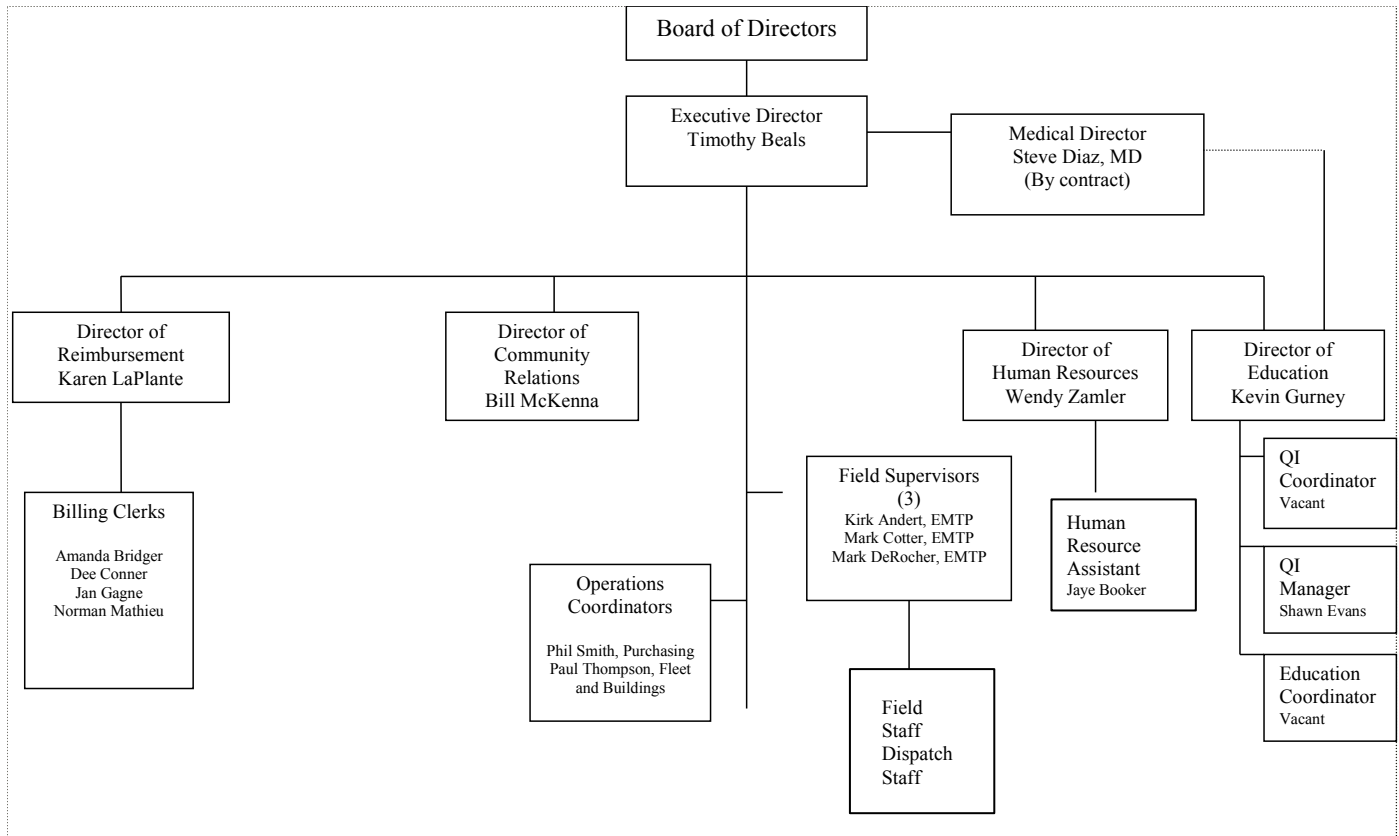 Board of Directors
Executive Director
Timothy Beals
Medical Director
Steve Diaz, MD
(By contract)
Director of
Reimbursement
Karen LaPlante
Director of
Community
Relations
Bill McKenna
Director of
Human Resources
Wendy Zamler
Director of
Education
Kevin Gurney
Billing Clerks
Amanda Bridger
Dee Conner
Jan Gagne
Norman Mathieu
Operations
Coordinators
Phil Smith, Purchasing
Paul Thompson, Fleet
and Buildings
Field Supervisors
(3)
Kirk Andert, EMTP
Mark Cotter, EMTP
Mark DeRocher, EMTP
Field
Staff
Dispatch
Staff
Human
Resource
Assistant
Jaye Booker
QI
Coordinator
Vacant
QI
Manager
Shawn Evans
Education
Coordinator
Vacant